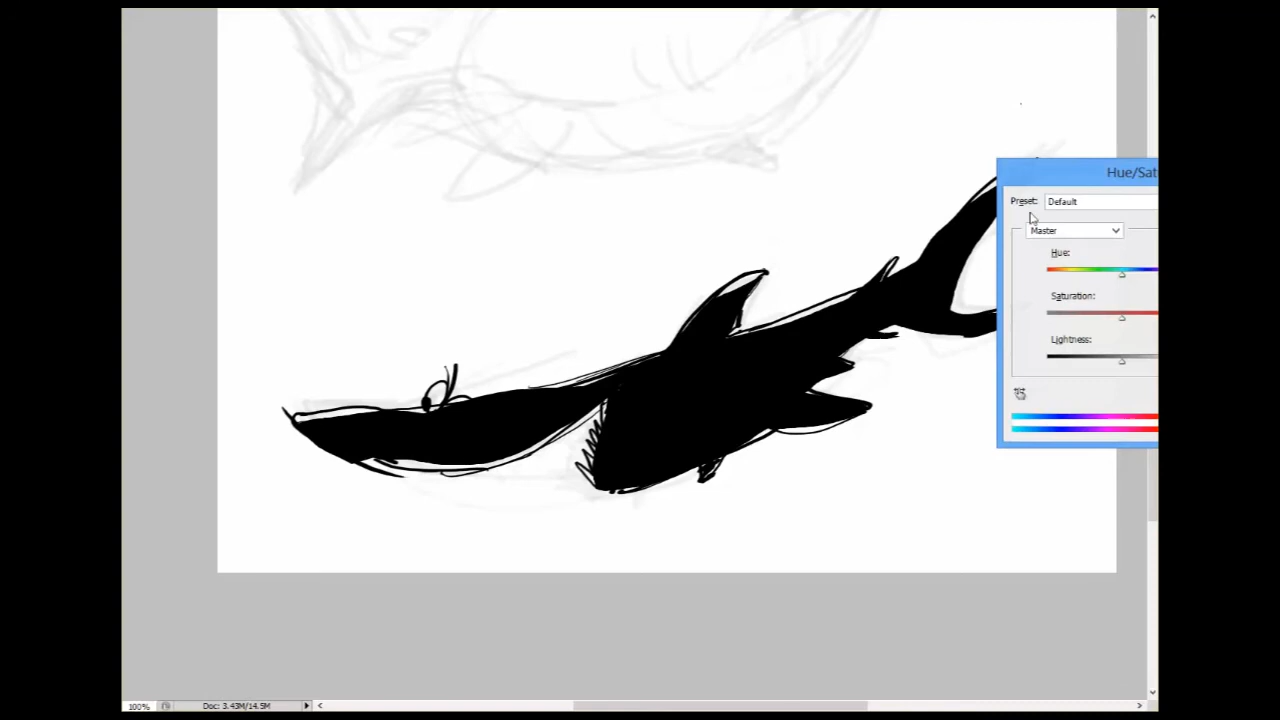 Hue/Sat
Preset: Default
Master
Hue:
Saturation:
Lightness:
100% Doc: 3.43M/14.5M